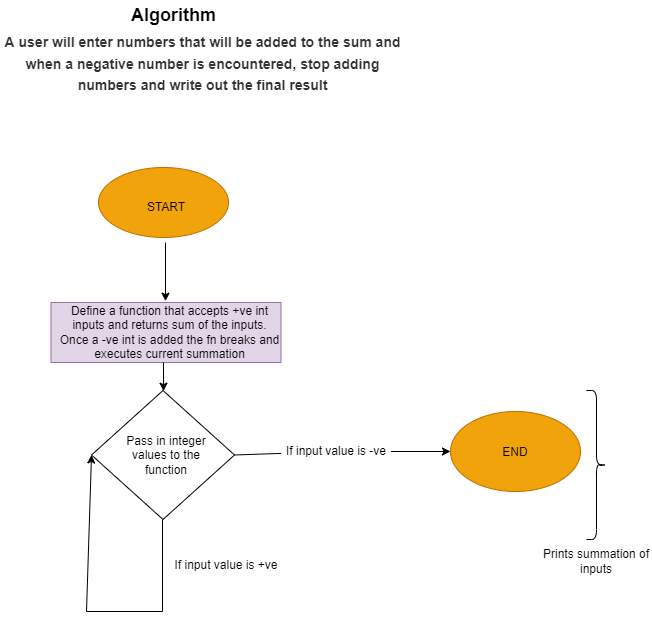 Algorithm
A user will enter numbers that will be added to the sum and
when a negative number is encountered, stop adding
numbers and write out the final result
START
Define a function that accepts +ve int
inputs and returns sum of the inputs.
Once a -ve int is added the fn breaks and
executes current summation
Pass in integer
values to the
function
If input value is -ve
END
If input value is +ve
Prints summation of
inputs